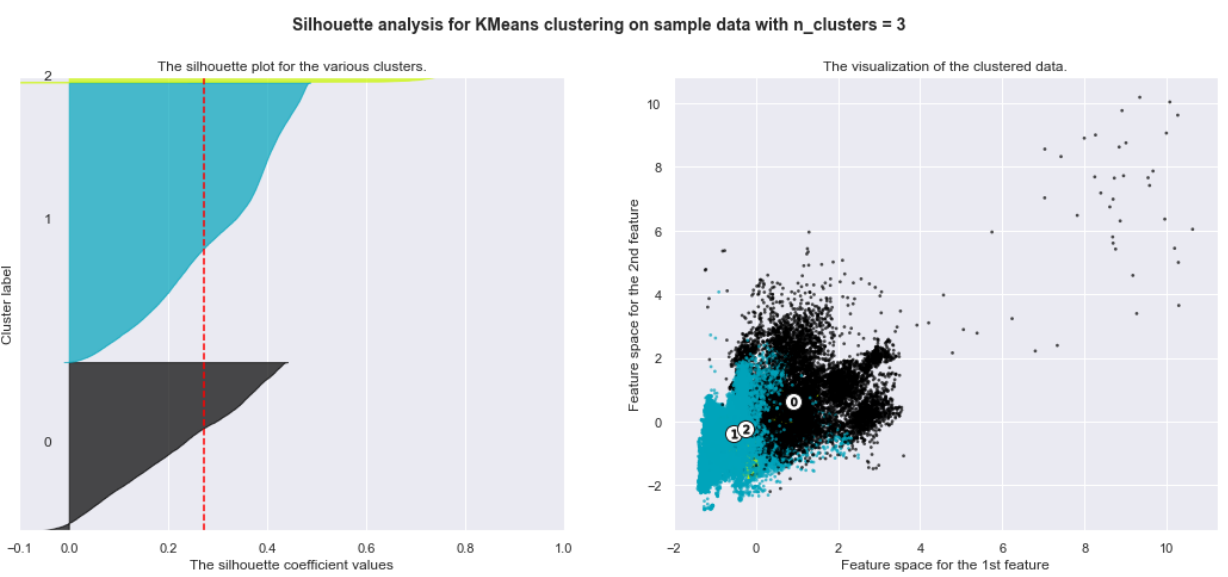 Silhouette analysis for KMeans clustering on sample data with n_clusters = 3
The silhouette plot for the various clusters.
2
1
0
Cluster label
−0.1 0.0 0.2 0.4 0.6 0.8 1.0
The silhouette coefficient values
The visualization of the clustered data.
10
8
6
4
2
0
−2
Feature space for the 2nd feature
0
1 2
−2 0 2 4 6 8 10
Feature space for the 1st feature